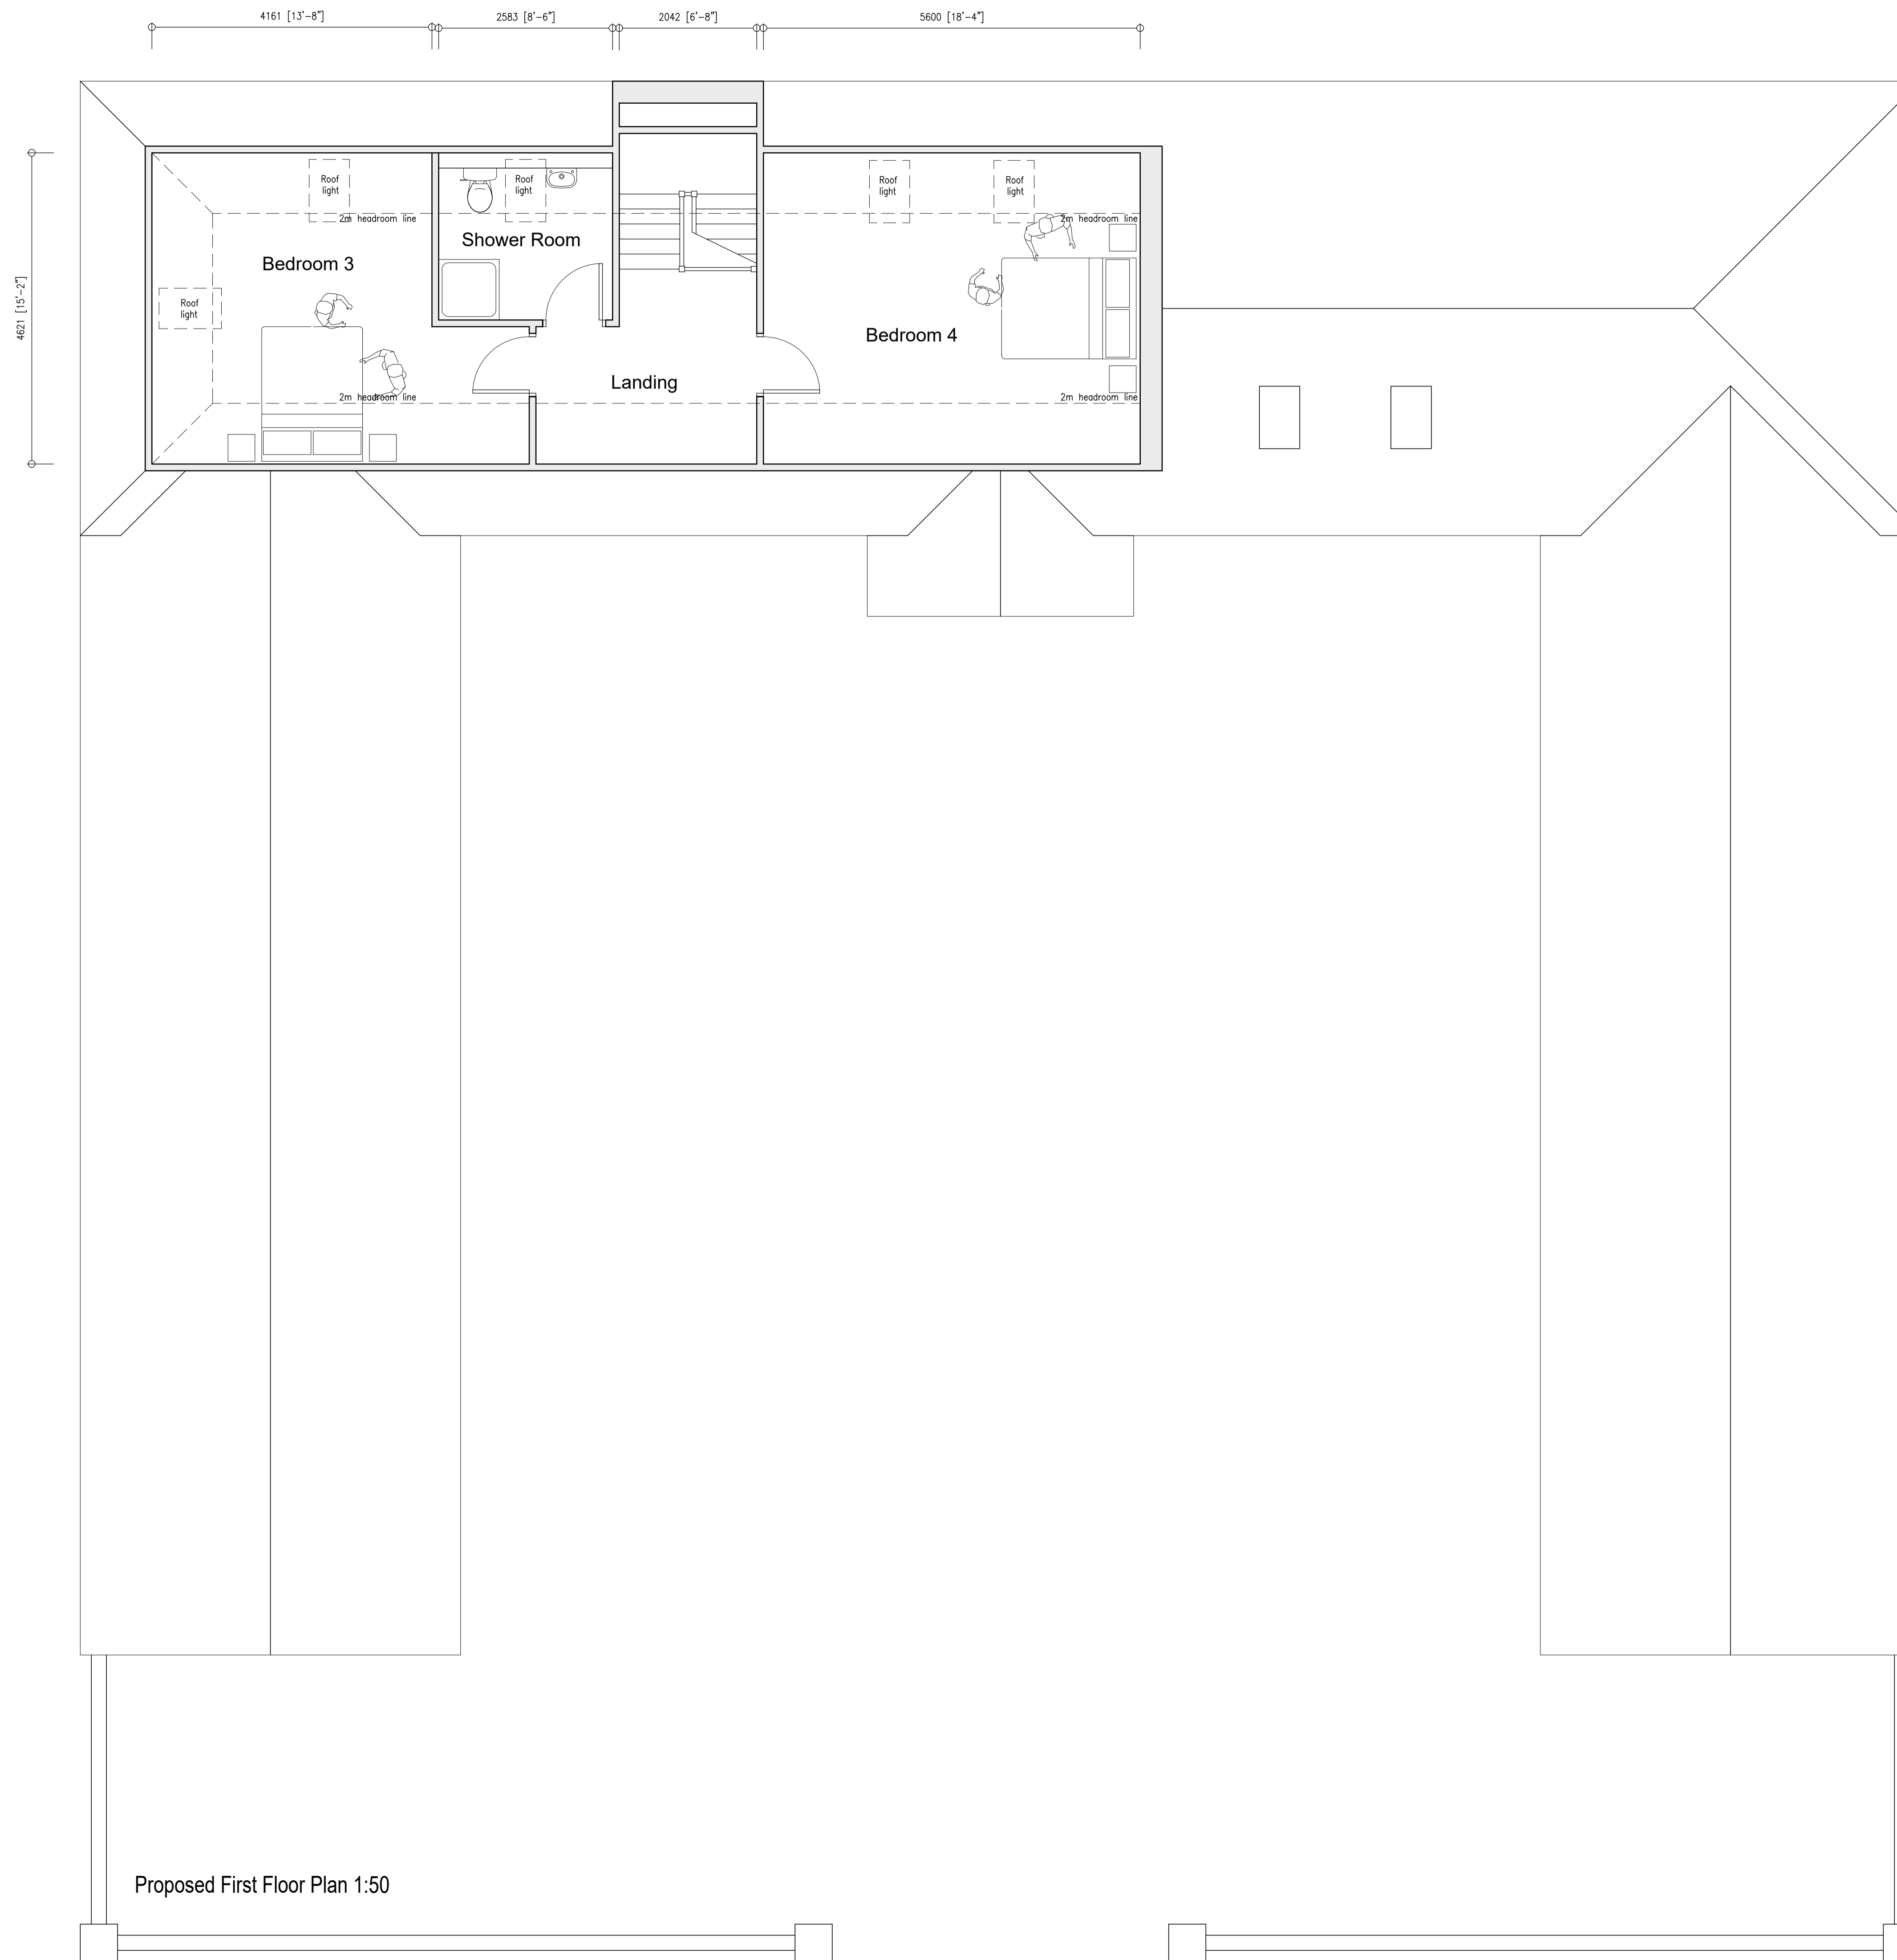 4161 [13'-8"]
2583 [8'-6"]
2042 [6'-8"]
5600 [18'-4"]
4621 [15'-2"]
Roof
light
Roof
light
Roof
light
Roof
light
2m headroom line
2m headroom line
Shower Room
Bedroom 3
Roof
light
Bedroom 4
Landing
2m headroom line
2m headroom line
Proposed First Floor Plan 1:50